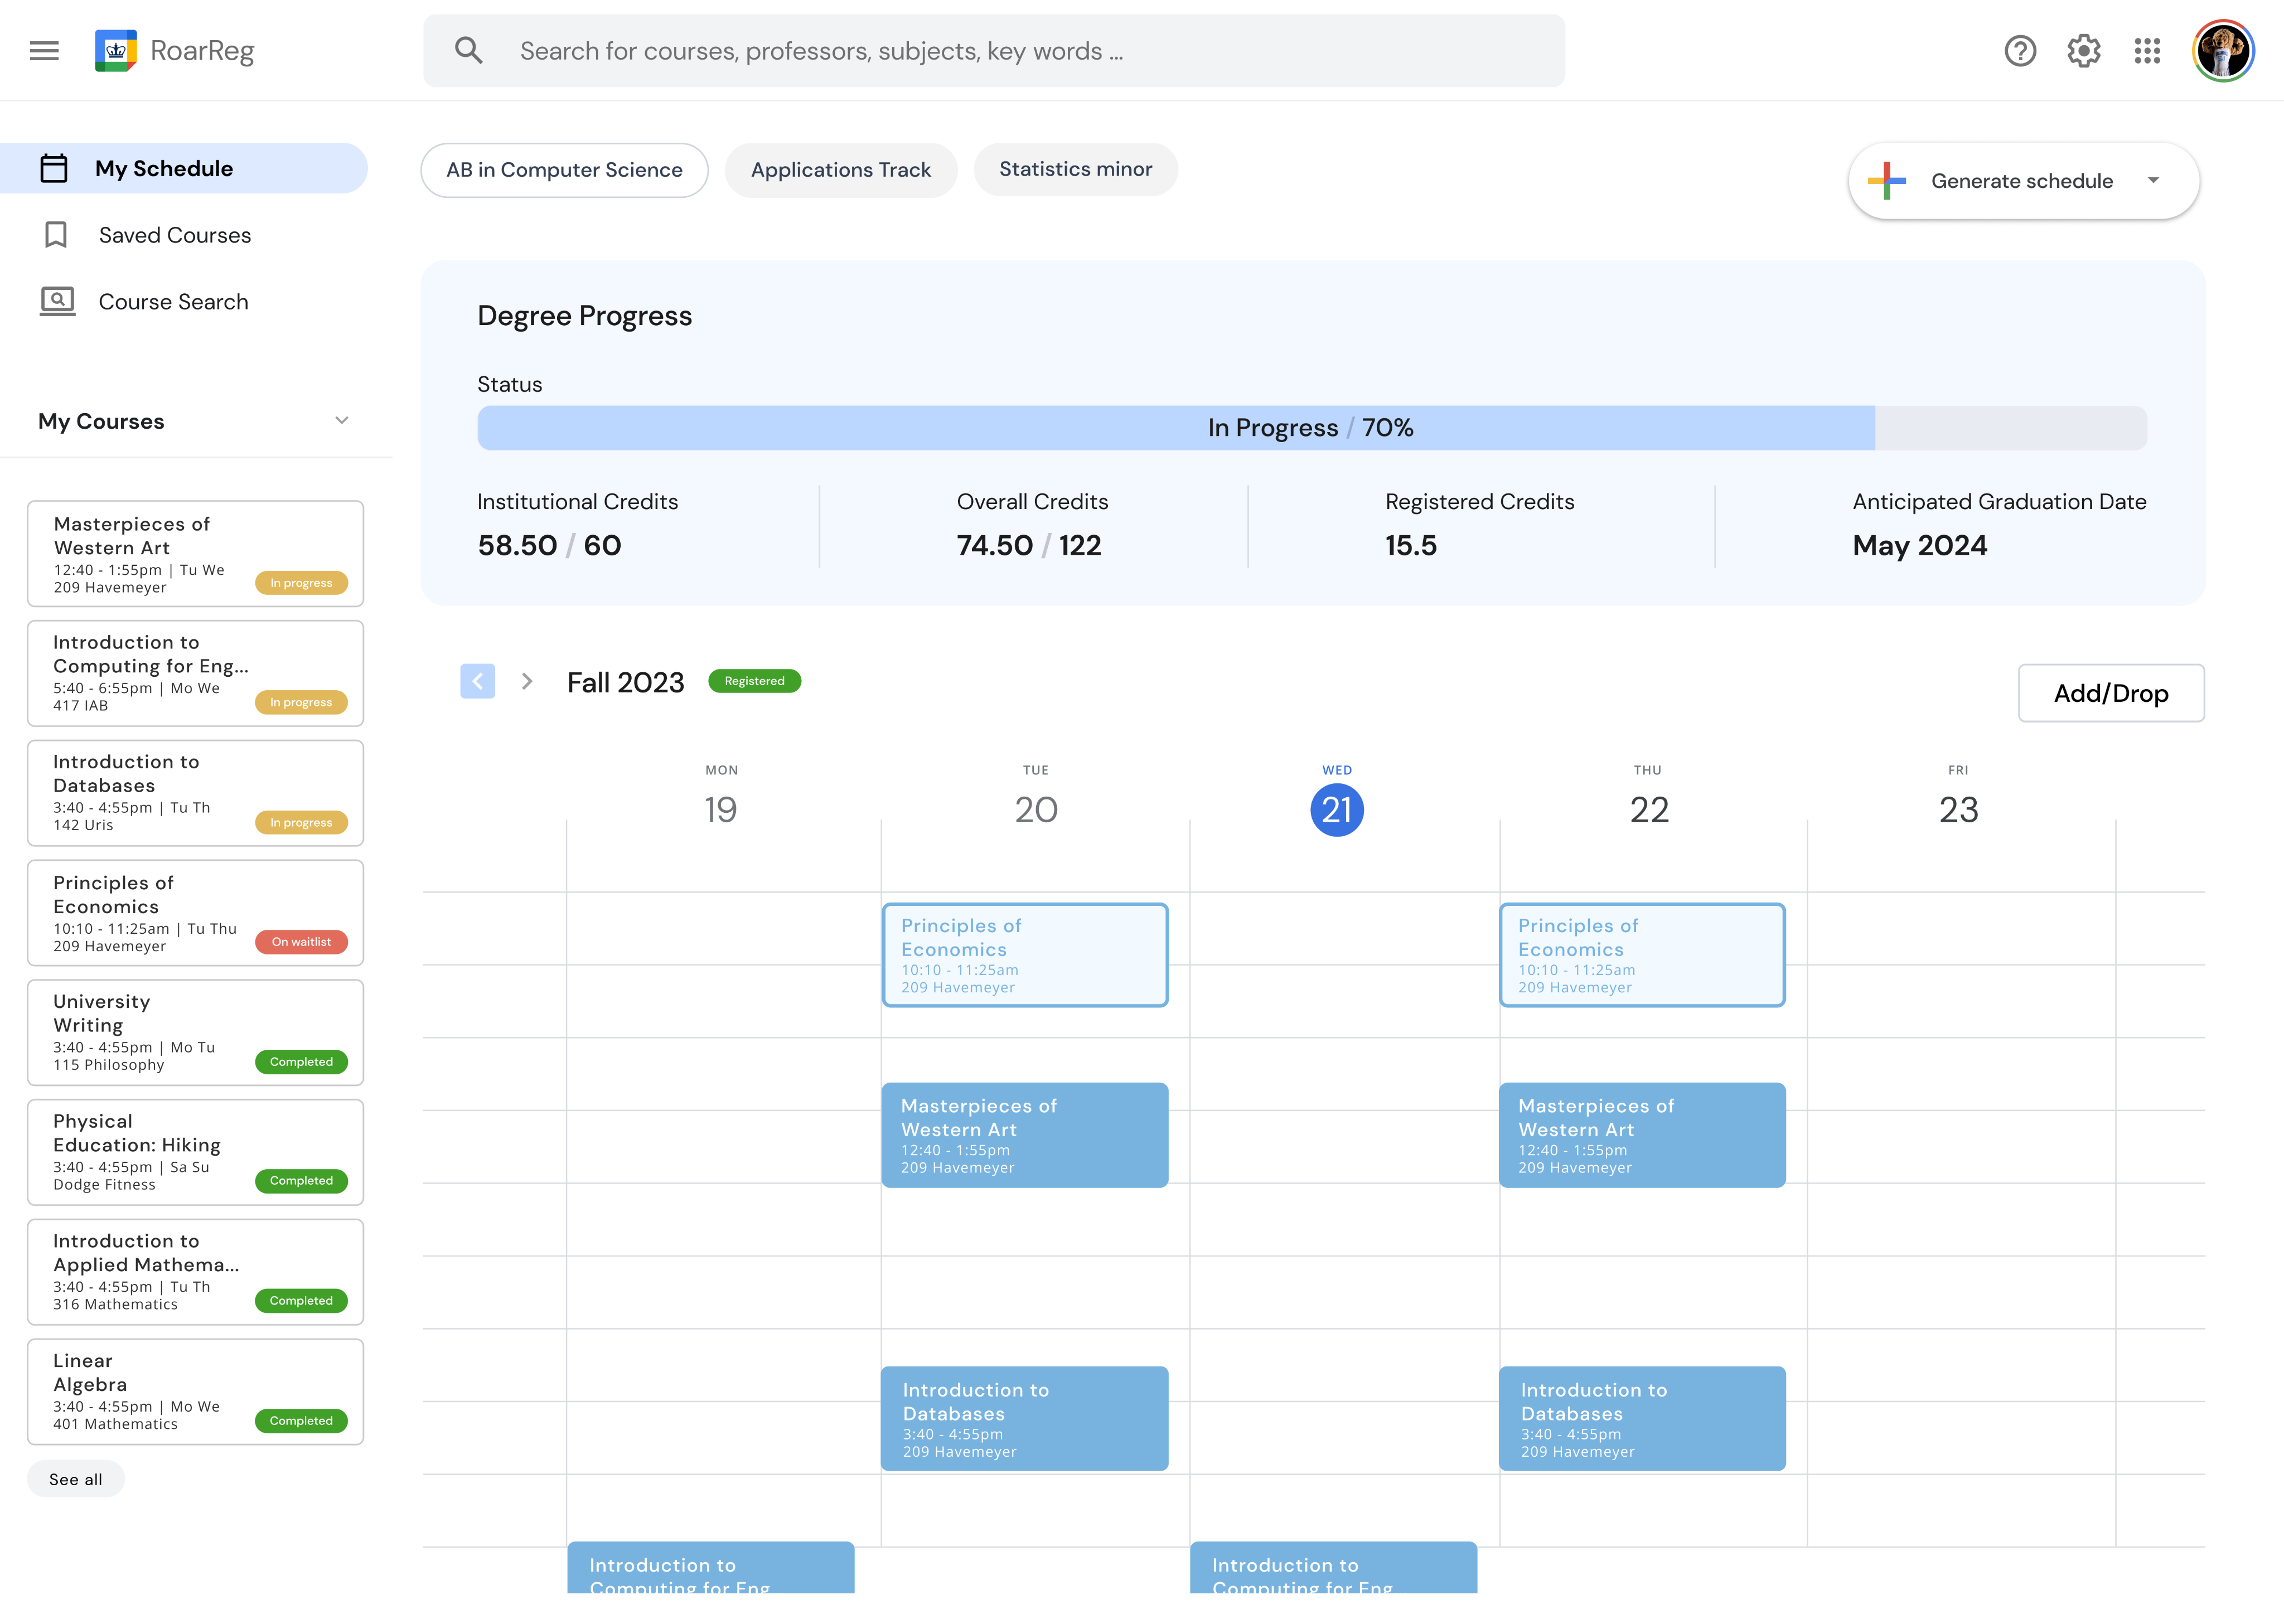 RoarReg
Search for courses, professors, subjects, key words ...
My Schedule
Saved Courses
Course Search
My Courses
Masterpieces of
Western Art
12:40 - 1:55pm | Tu We
209 Havemeyer
In progress
Introduction to
Computing for Eng...
5:40 - 6:55pm | Mo We
417 IAB
In progress
Introduction to
Databases
3:40 - 4:55pm | Tu Th
142 Uris
In progress
Principles of
Economics
10:10 - 11:25am | Tu Thu
209 Havemeyer
On waitlist
University
Writing
3:40 - 4:55pm | Mo Tu
115 Philosophy
Completed
Physical
Education: Hiking
3:40 - 4:55pm | Sa Su
Dodge Fitness
Completed
Introduction to
Applied Mathema...
3:40 - 4:55pm | Tu Th
316 Mathematics
Completed
Linear
Algebra
3:40 - 4:55pm | Mo We
401 Mathematics
Completed
See all
AB in Computer Science
Applications Track
Statistics minor
Generate schedule
Degree Progress
Status
In Progress / 70%
Institutional Credits
58.50 / 60
Overall Credits
74.50 / 122
Registered Credits
15.5
Anticipated Graduation Date
May 2024
Fall 2023
Registered
Add/Drop
MON
19
TUE
20
WED
21
THU
22
FRI
23
Principles of
Economics
10:10 - 11:25am
209 Havemeyer
Principles of
Economics
10:10 - 11:25am
209 Havemeyer
Masterpieces of
Western Art
12:40 - 1:55pm
209 Havemeyer
Masterpieces of
Western Art
12:40 - 1:55pm
209 Havemeyer
Introduction to
Databases
3:40 - 4:55pm
209 Havemeyer
Introduction to
Databases
3:40 - 4:55pm
209 Havemeyer
Introduction to
Computing for Eng
Introduction to
Computing for Eng